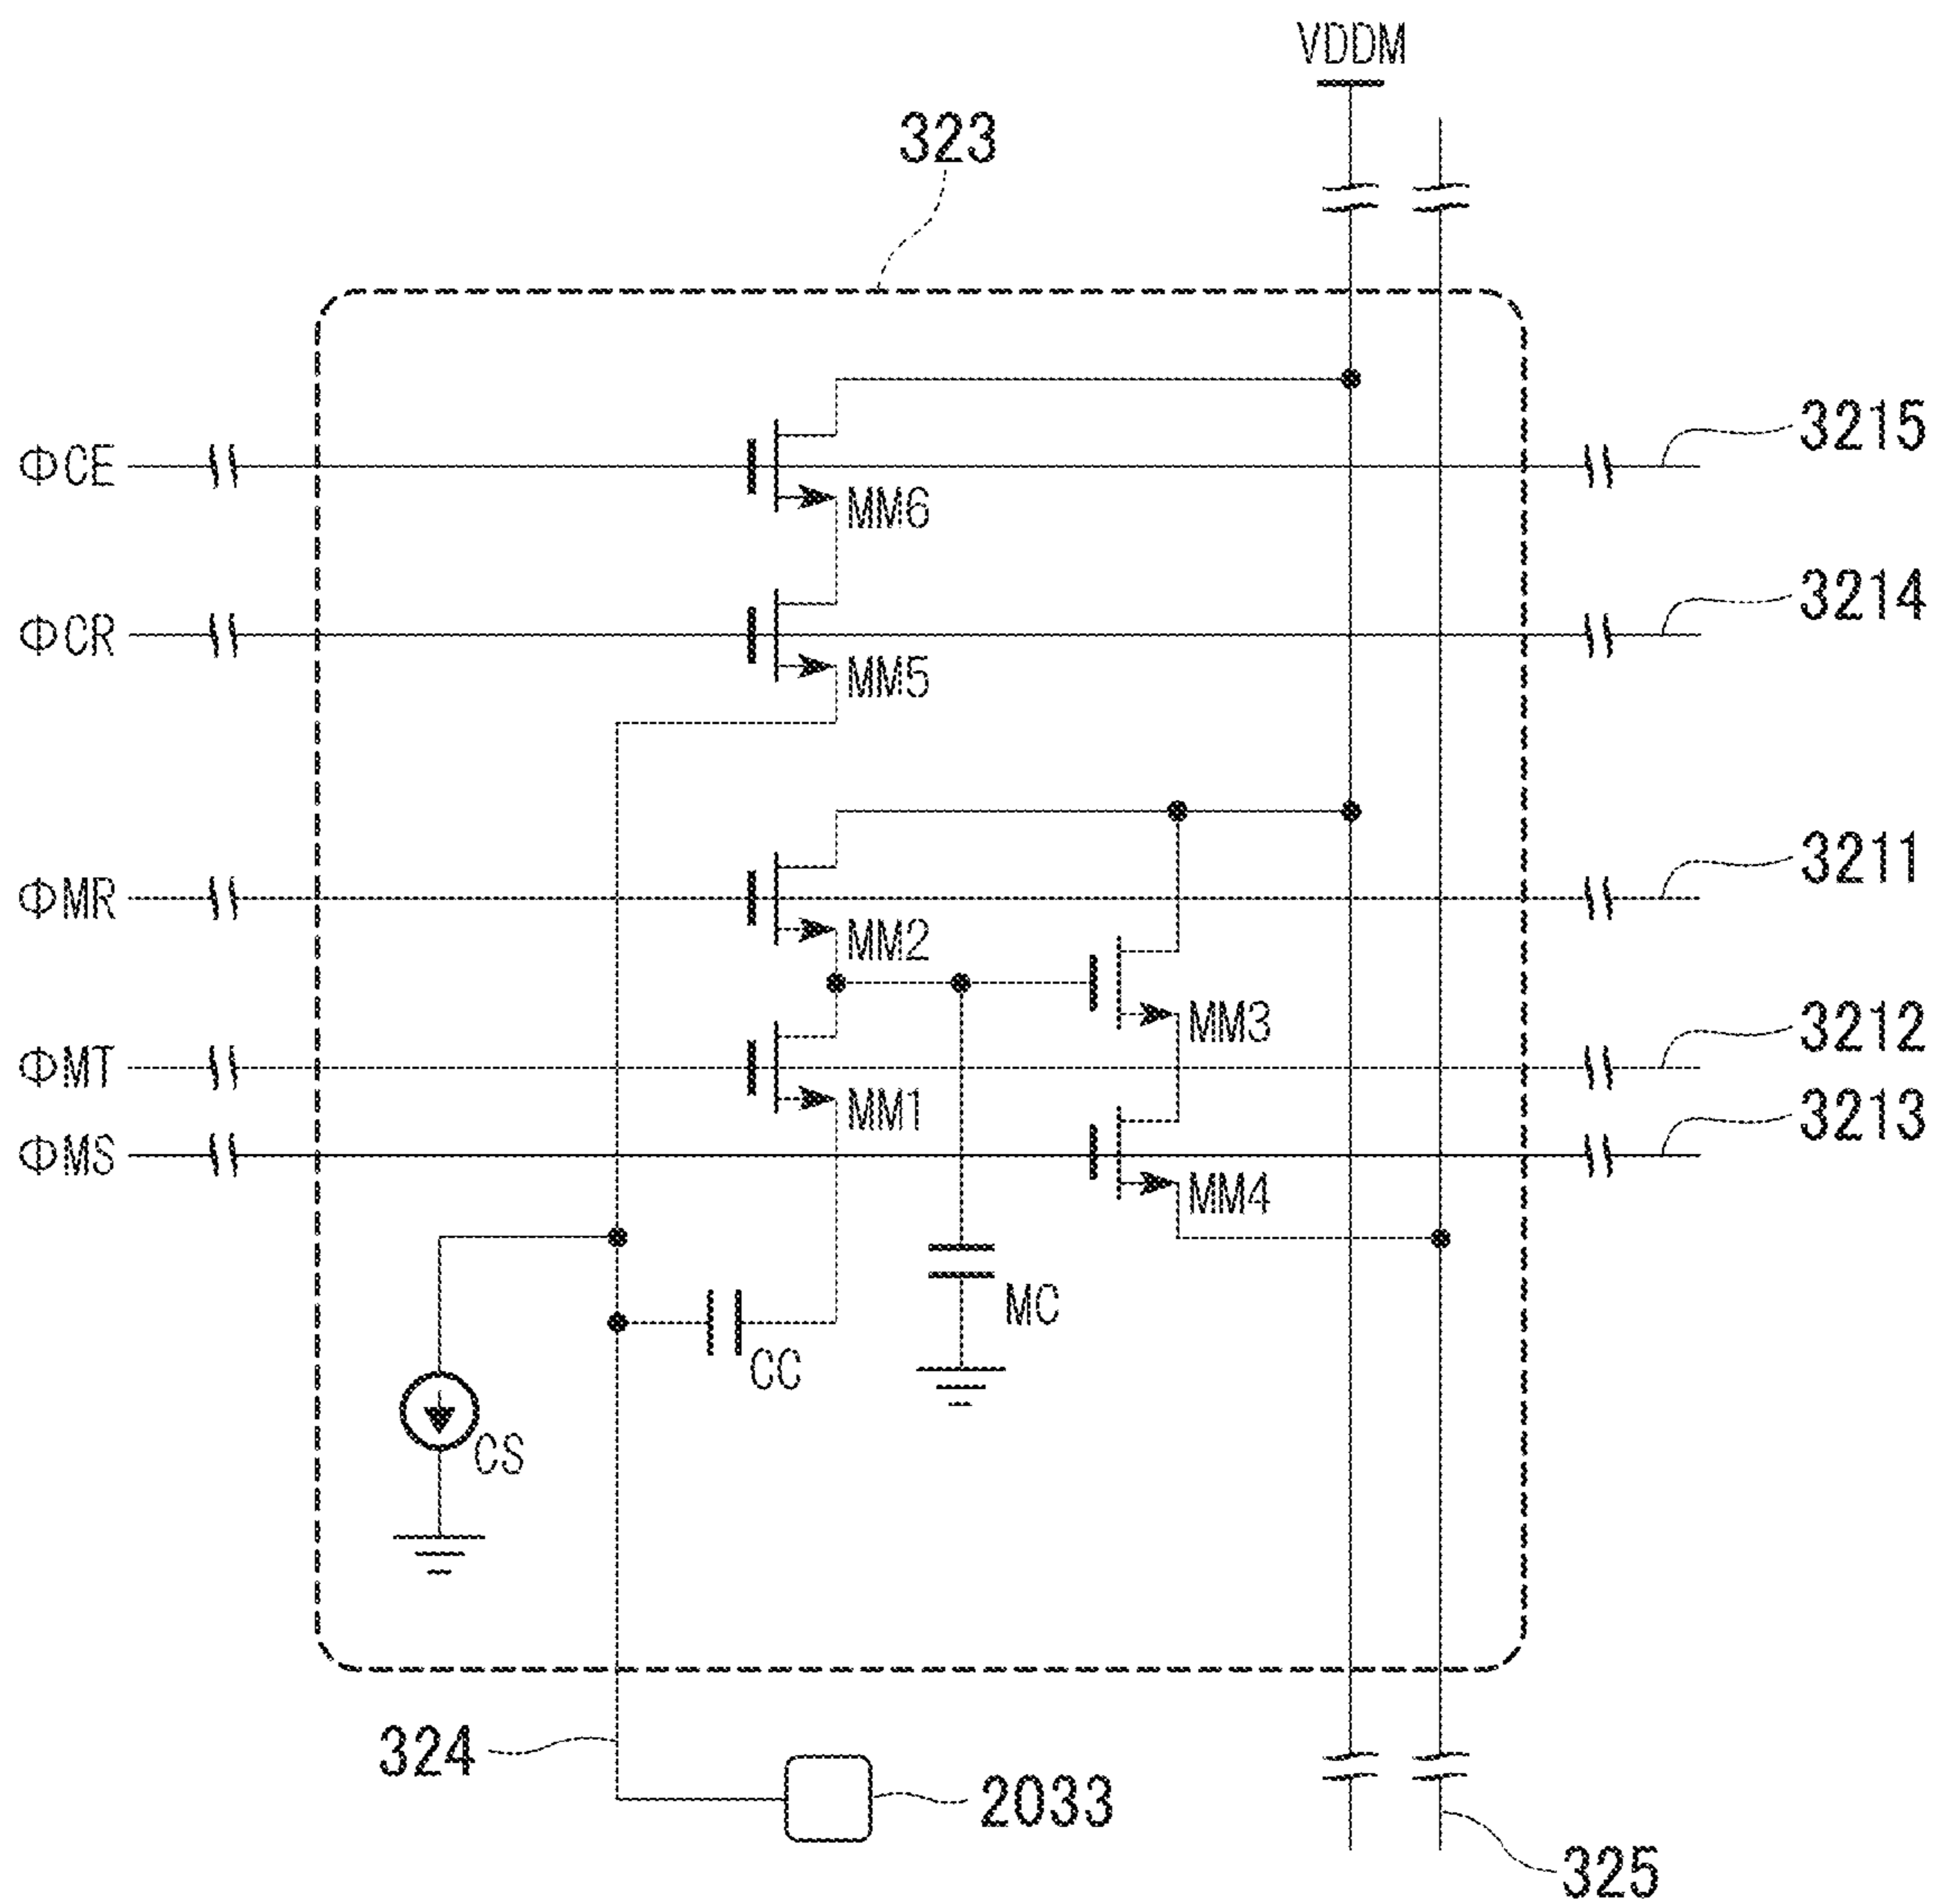 VDDM
323
ΦCE
3215
MM6
ΦCR
3214
MM5
ΦMR
3211
MM2
MM3
ΦMT
3212
MM1
ΦMS
3213
MM4
MC
CC
CS
324
2033
325